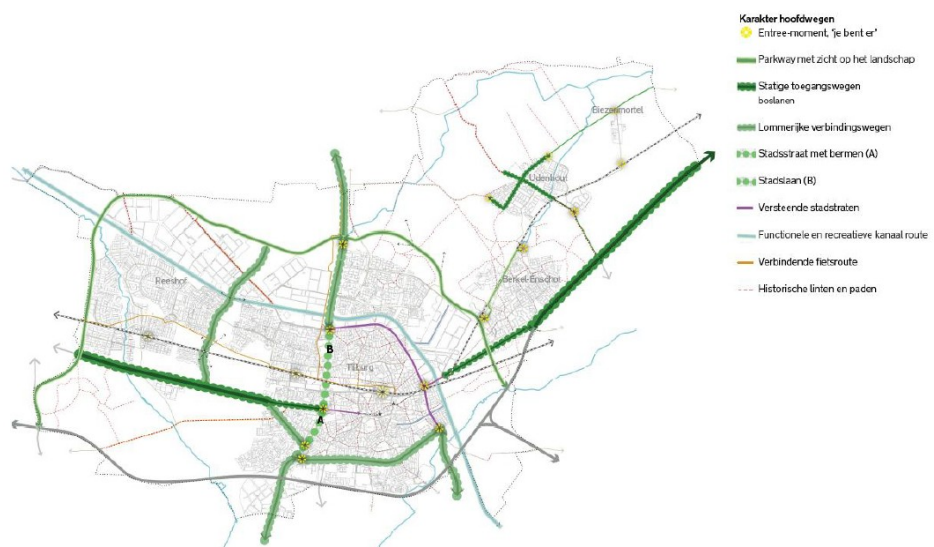 Karakter hoofdwegen
Entree-moment, 'je bent er'
Parkway met zicht op het landschap
Statige toegangswegen
boslanen
Lommerrijke verbindingswegen
Stadsstraat met bermen (A)
Stadslaan (B)
Versteende stadstraten
Functionele en recreatieve kanaal route
Verbindende fietsroute
Historische linten en paden
Biezenmortel
Udenhout
Berkel-Enschot
Reeshof
B
Tilburg
A